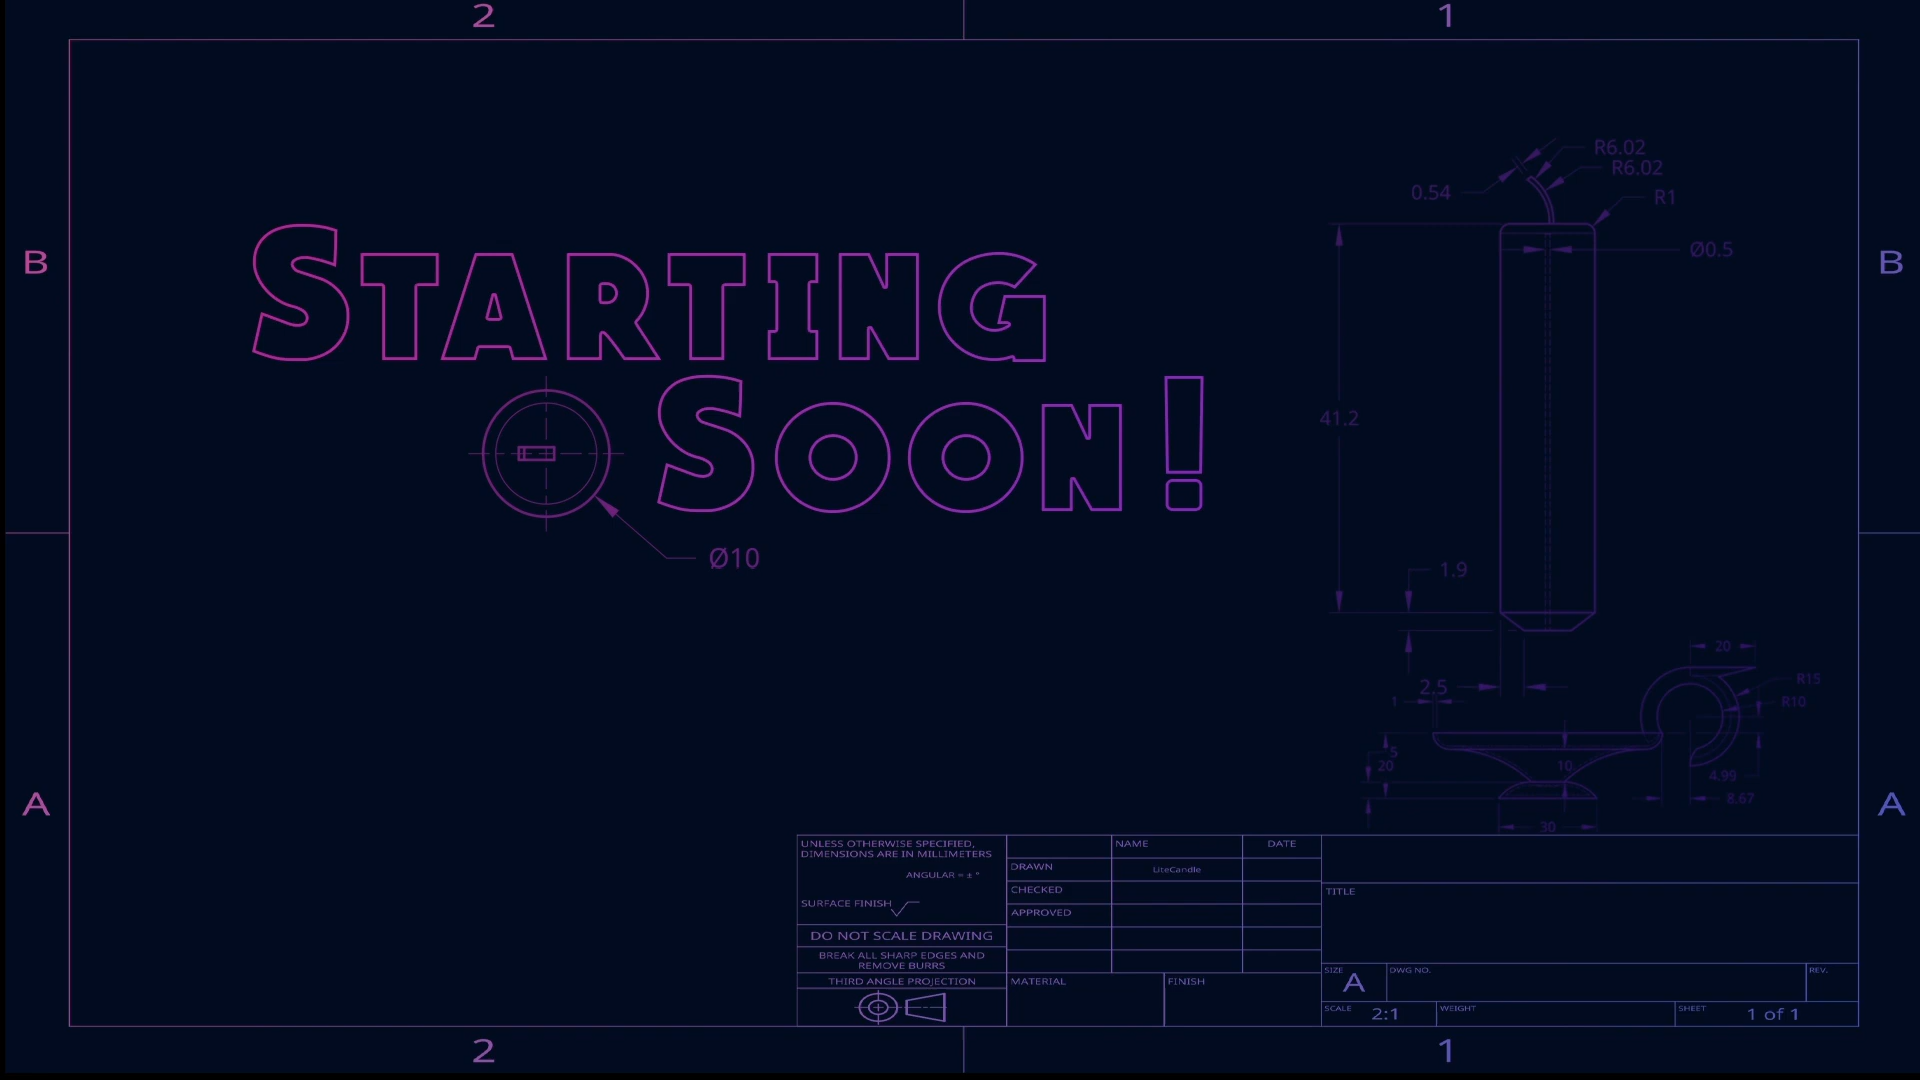 2 1
R6.02
R6.02
0.54
R1
STARTING
B B
Ø0.5
41.2
SOON!
Ø10
1.9
20
2.5
R15
1
R10
5
20
10
4.99
8.67
A A
30
UNLESS OTHERWISE SPECIFIED,
DIMENSIONS ARE IN MILLIMETERS
ANGULAR = ± °
SURFACE FINISH
DO NOT SCALE DRAWING
BREAK ALL SHARP EDGES AND
REMOVE BURRS
THIRD ANGLE PROJECTION
NAME DATE
DRAWN LiteCandle
CHECKED
APPROVED
MATERIAL FINISH
TITLE
SIZE DWG NO. REV.
A
SCALE 2:1 WEIGHT SHEET 1 of 1
2 1